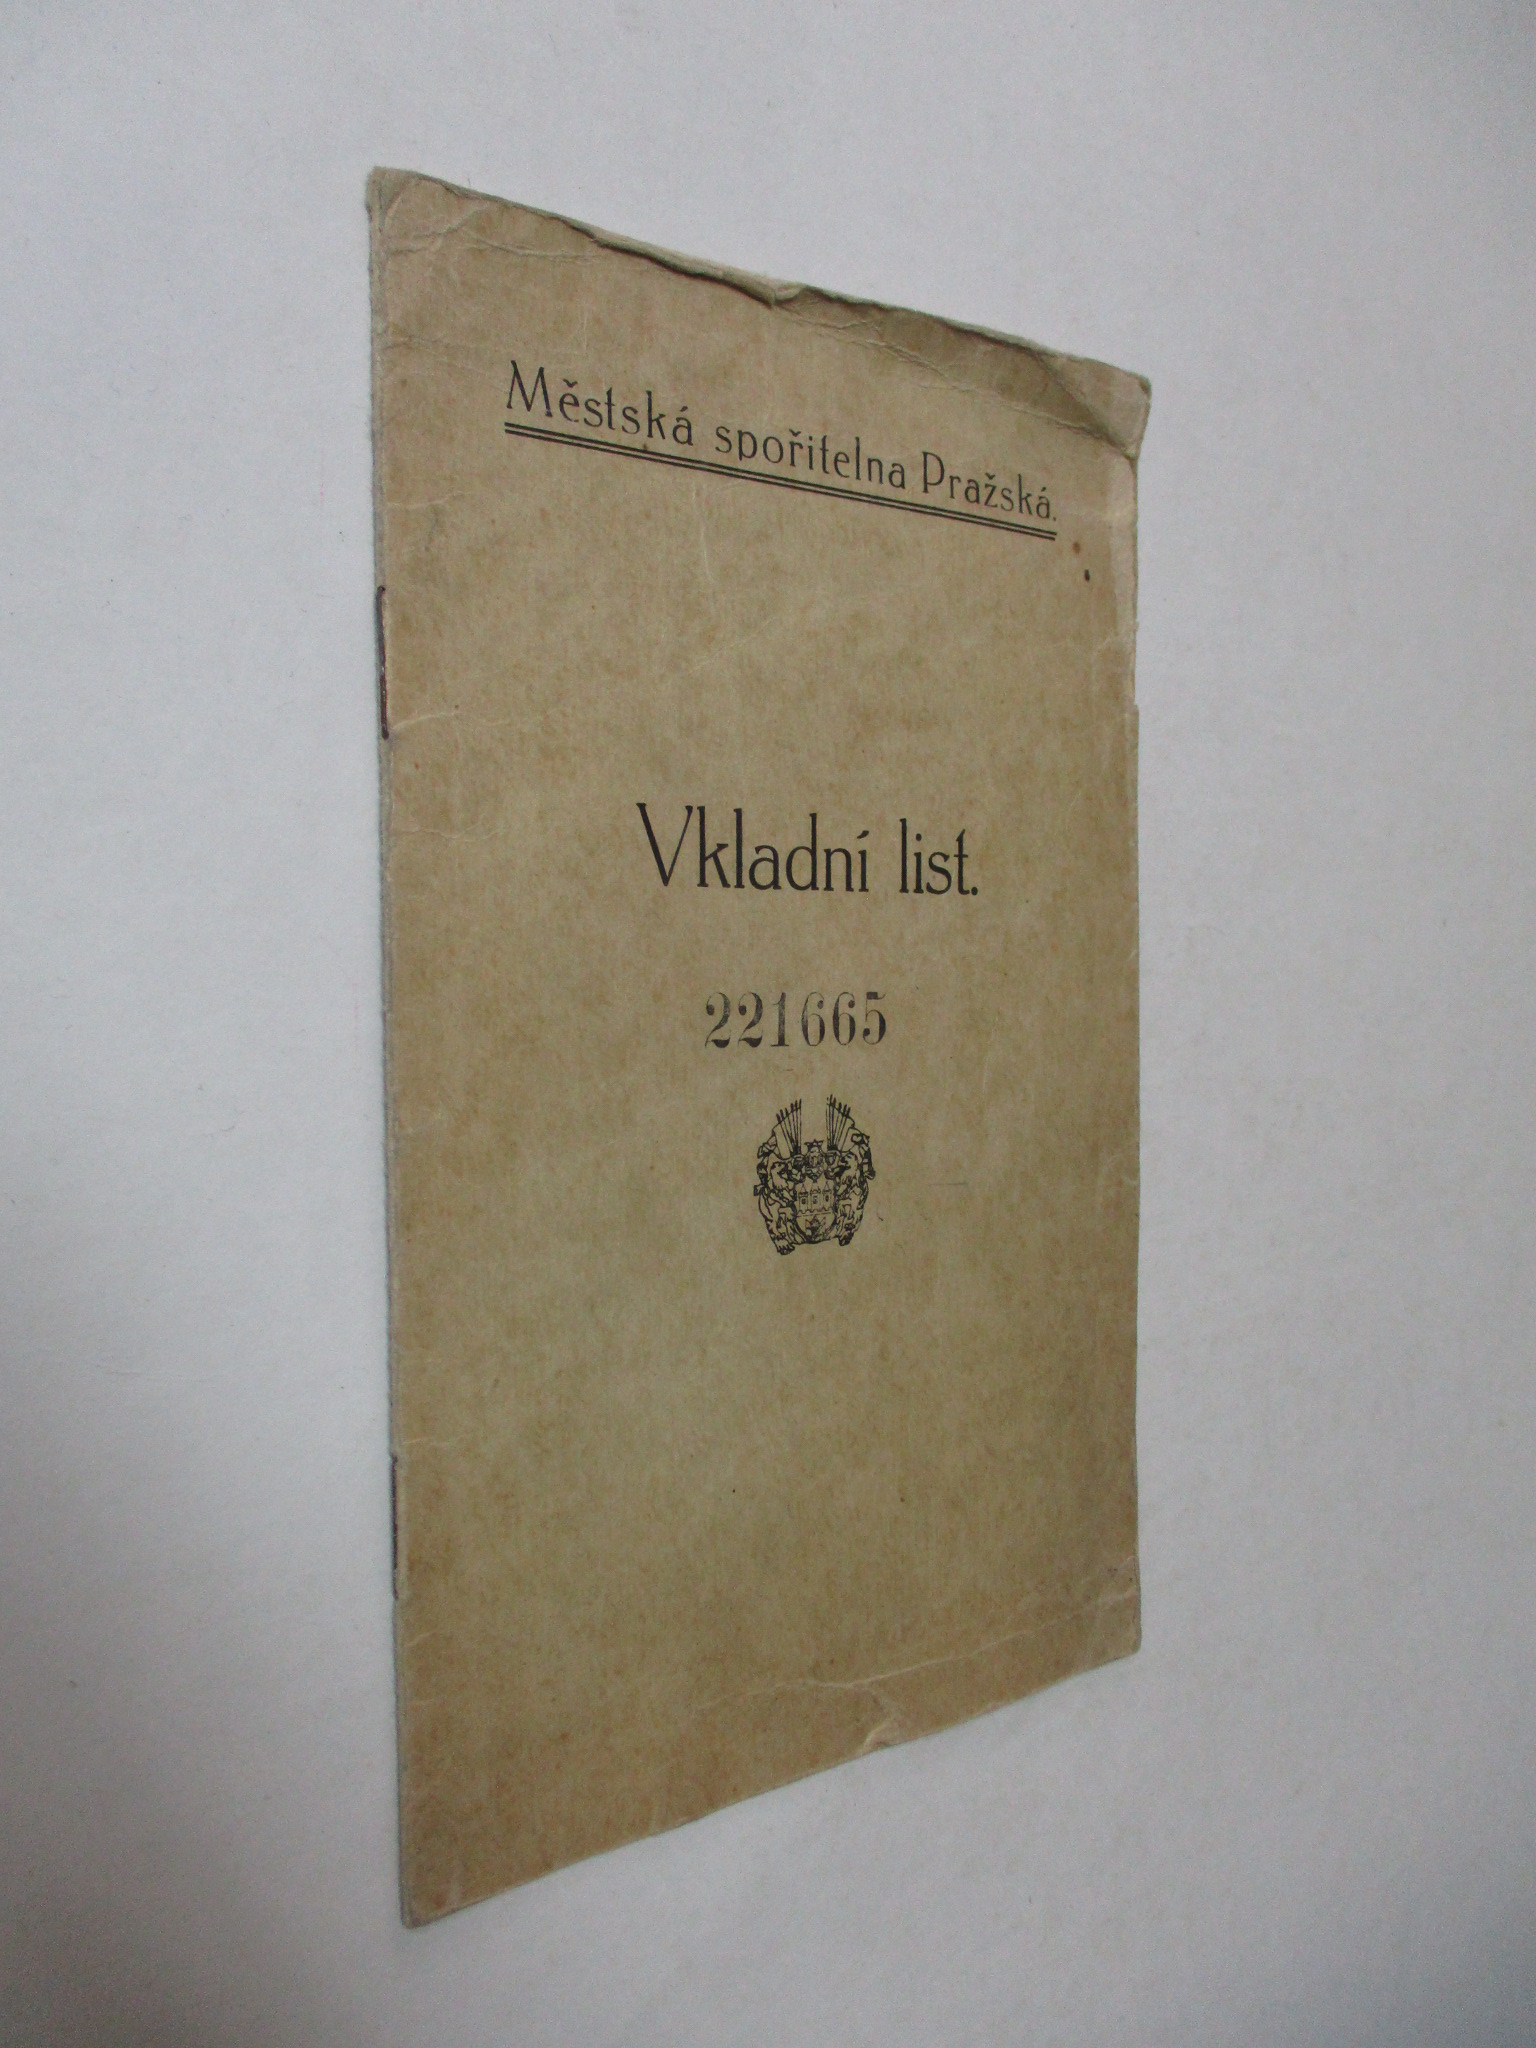 Městská spořitelna Pražská.
Vkladní list.
221665